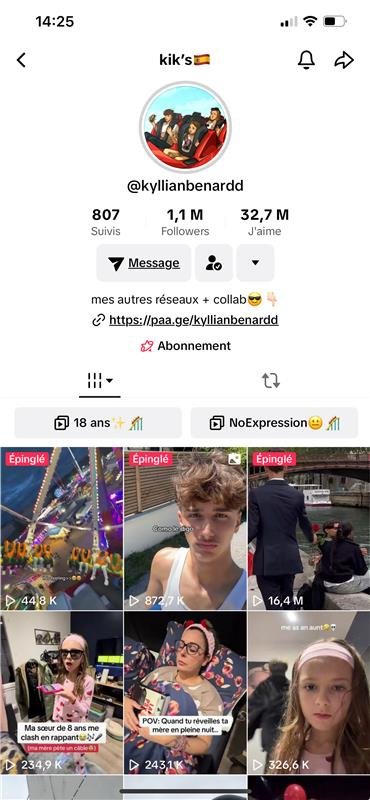 14:25
kik's🇪🇸
@kyllianbenardd
807
Suivis
1,1 M
Followers
32,7 M
J'aime
Message
mes autres réseaux + collab😎👇🏻
https://paa.ge/kyllianbenardd
Abonnement
18 ans✨🎢
NoExpression😐🎢
Épinglé
44,8 K
Épinglé
Como le digo
872,7 K
Épinglé
16,4 M
Ma sœur de 8 ans me
clash en rappant😭🎶🎤
(ma mère pète un câble😭)
234,9 K
POV: Quand tu réveilles ta
mère en pleine nuit...
2431 K
me as an aunt🤌💀
326,6 K